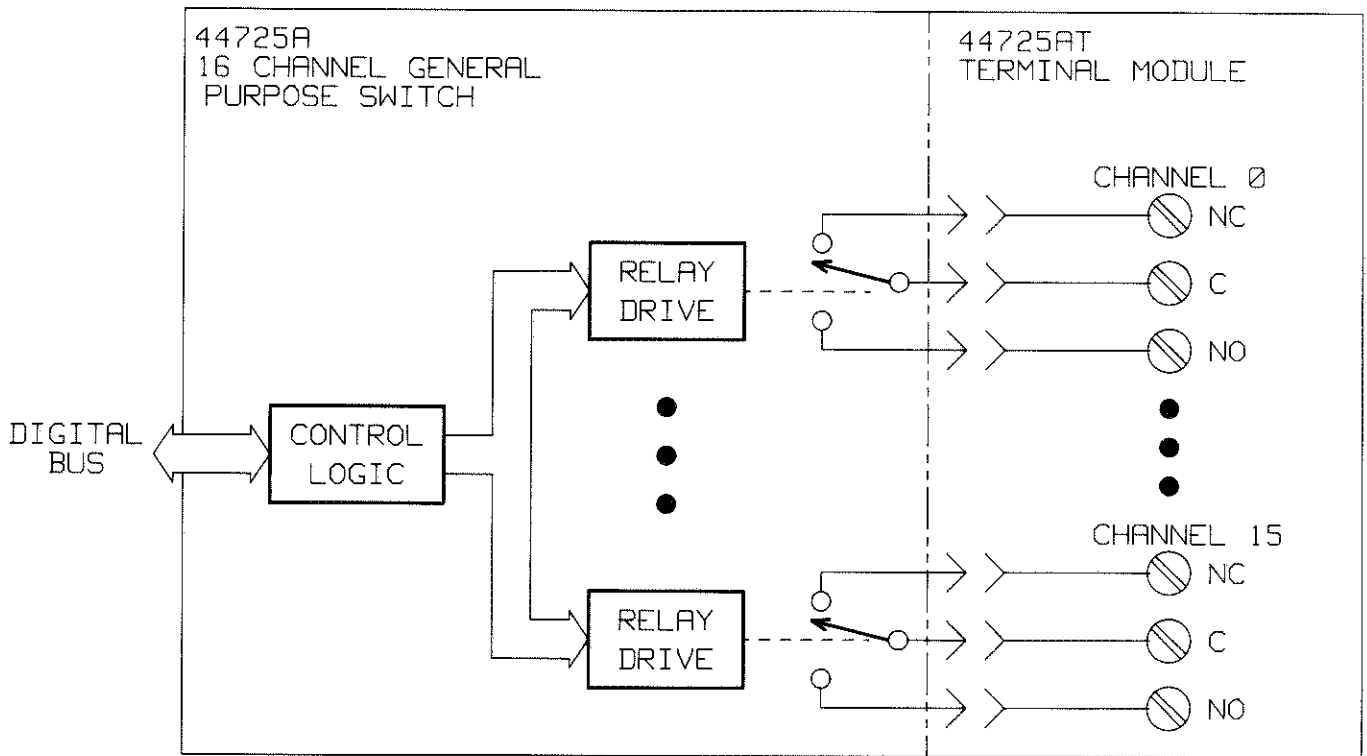 44725A
16 CHANNEL GENERAL
PURPOSE SWITCH
44725AT
TERMINAL MODULE
CHANNEL 0
NC
C
NO
RELAY
DRIVE
DIGITAL
BUS
CONTROL
LOGIC
CHANNEL 15
NC
C
NO
RELAY
DRIVE